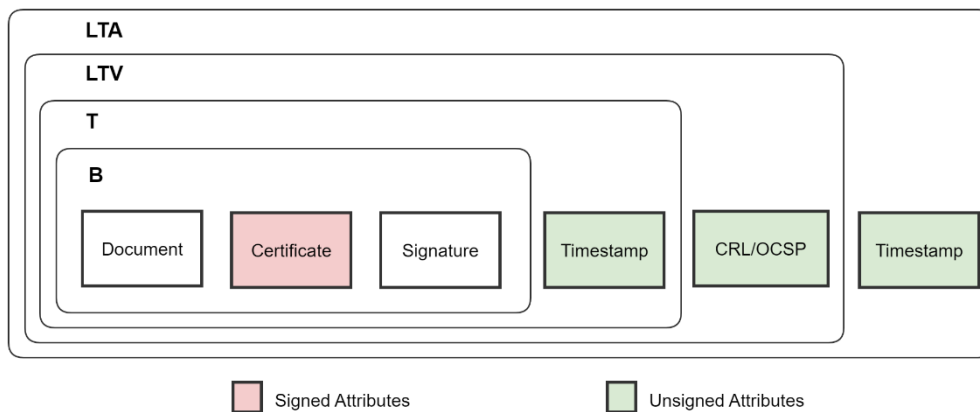 LTA
LTV
T
B
Document
Certificate
Signature
Timestamp
CRL/OCSP
Timestamp
Signed Attributes
Unsigned Attributes